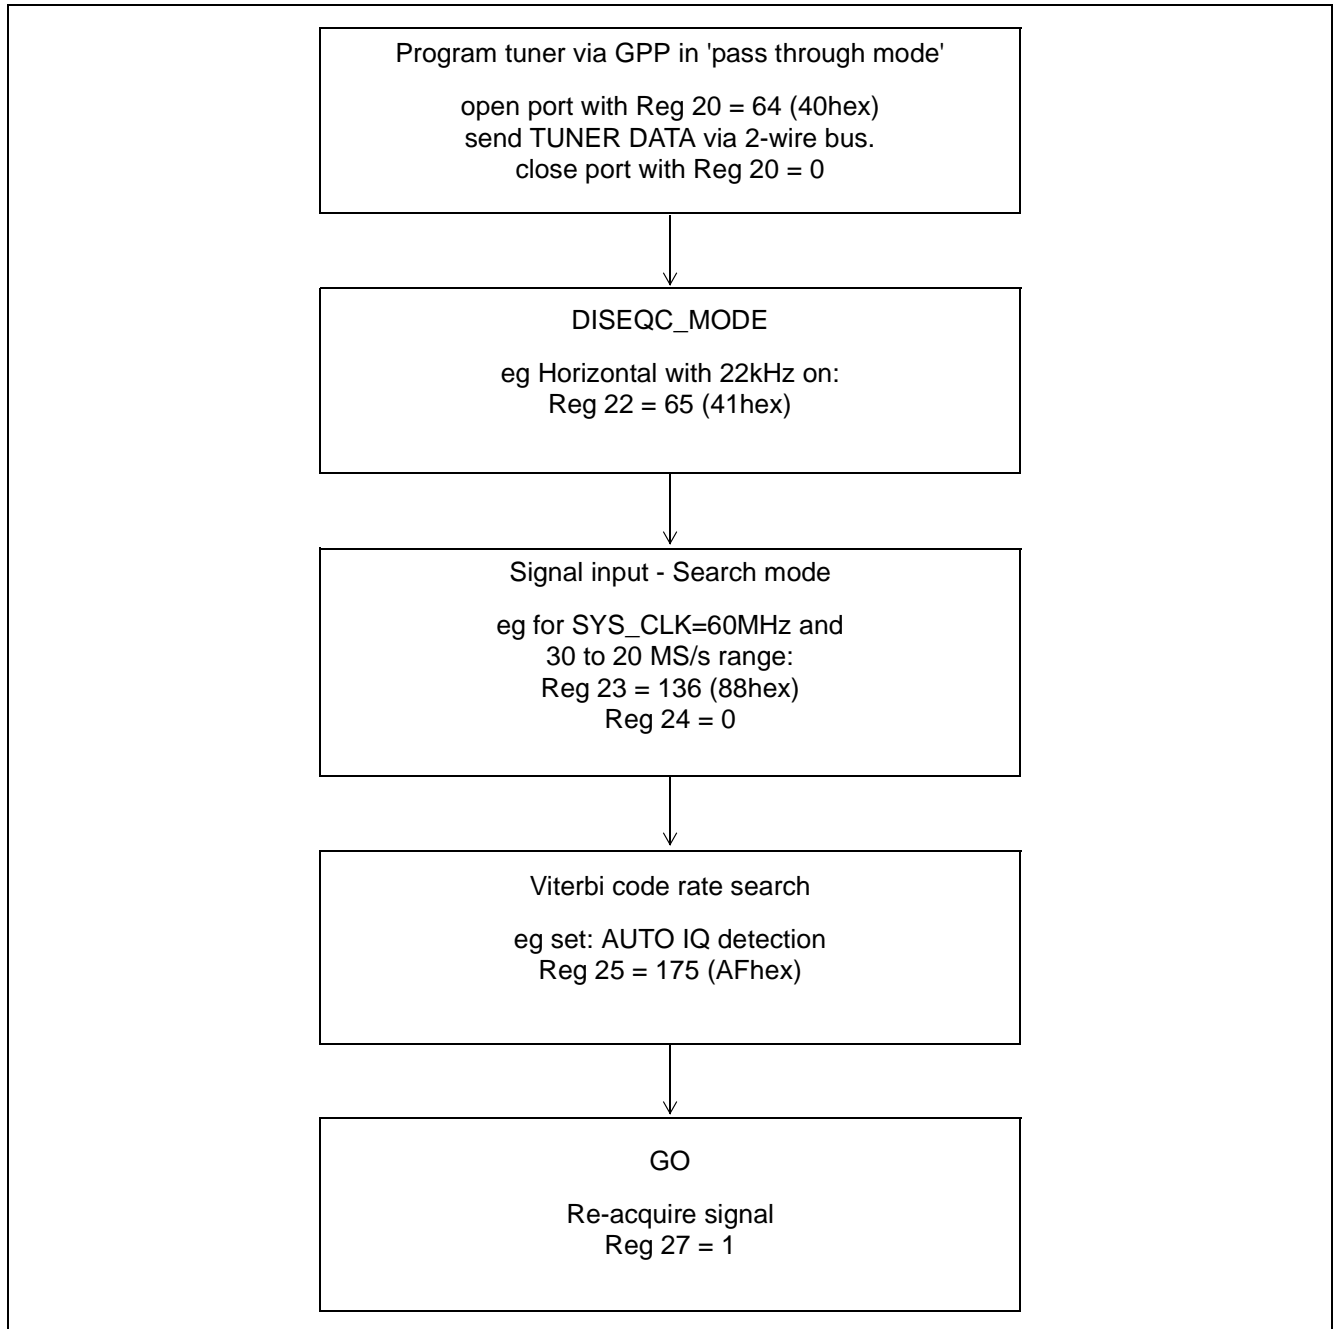 Program tuner via GPP in 'pass through mode'
open port with Reg 20 = 64 (40hex)
send TUNER DATA via 2-wire bus.
close port with Reg 20 = 0
DISEQC_MODE
eg Horizontal with 22kHz on:
Reg 22 = 65 (41hex)
Signal input - Search mode
eg for SYS_CLK=60MHz and
30 to 20 MS/s range:
Reg 23 = 136 (88hex)
Reg 24 = 0
Viterbi code rate search
eg set: AUTO IQ detection
Reg 25 = 175 (AFhex)
GO
Re-acquire signal
Reg 27 = 1